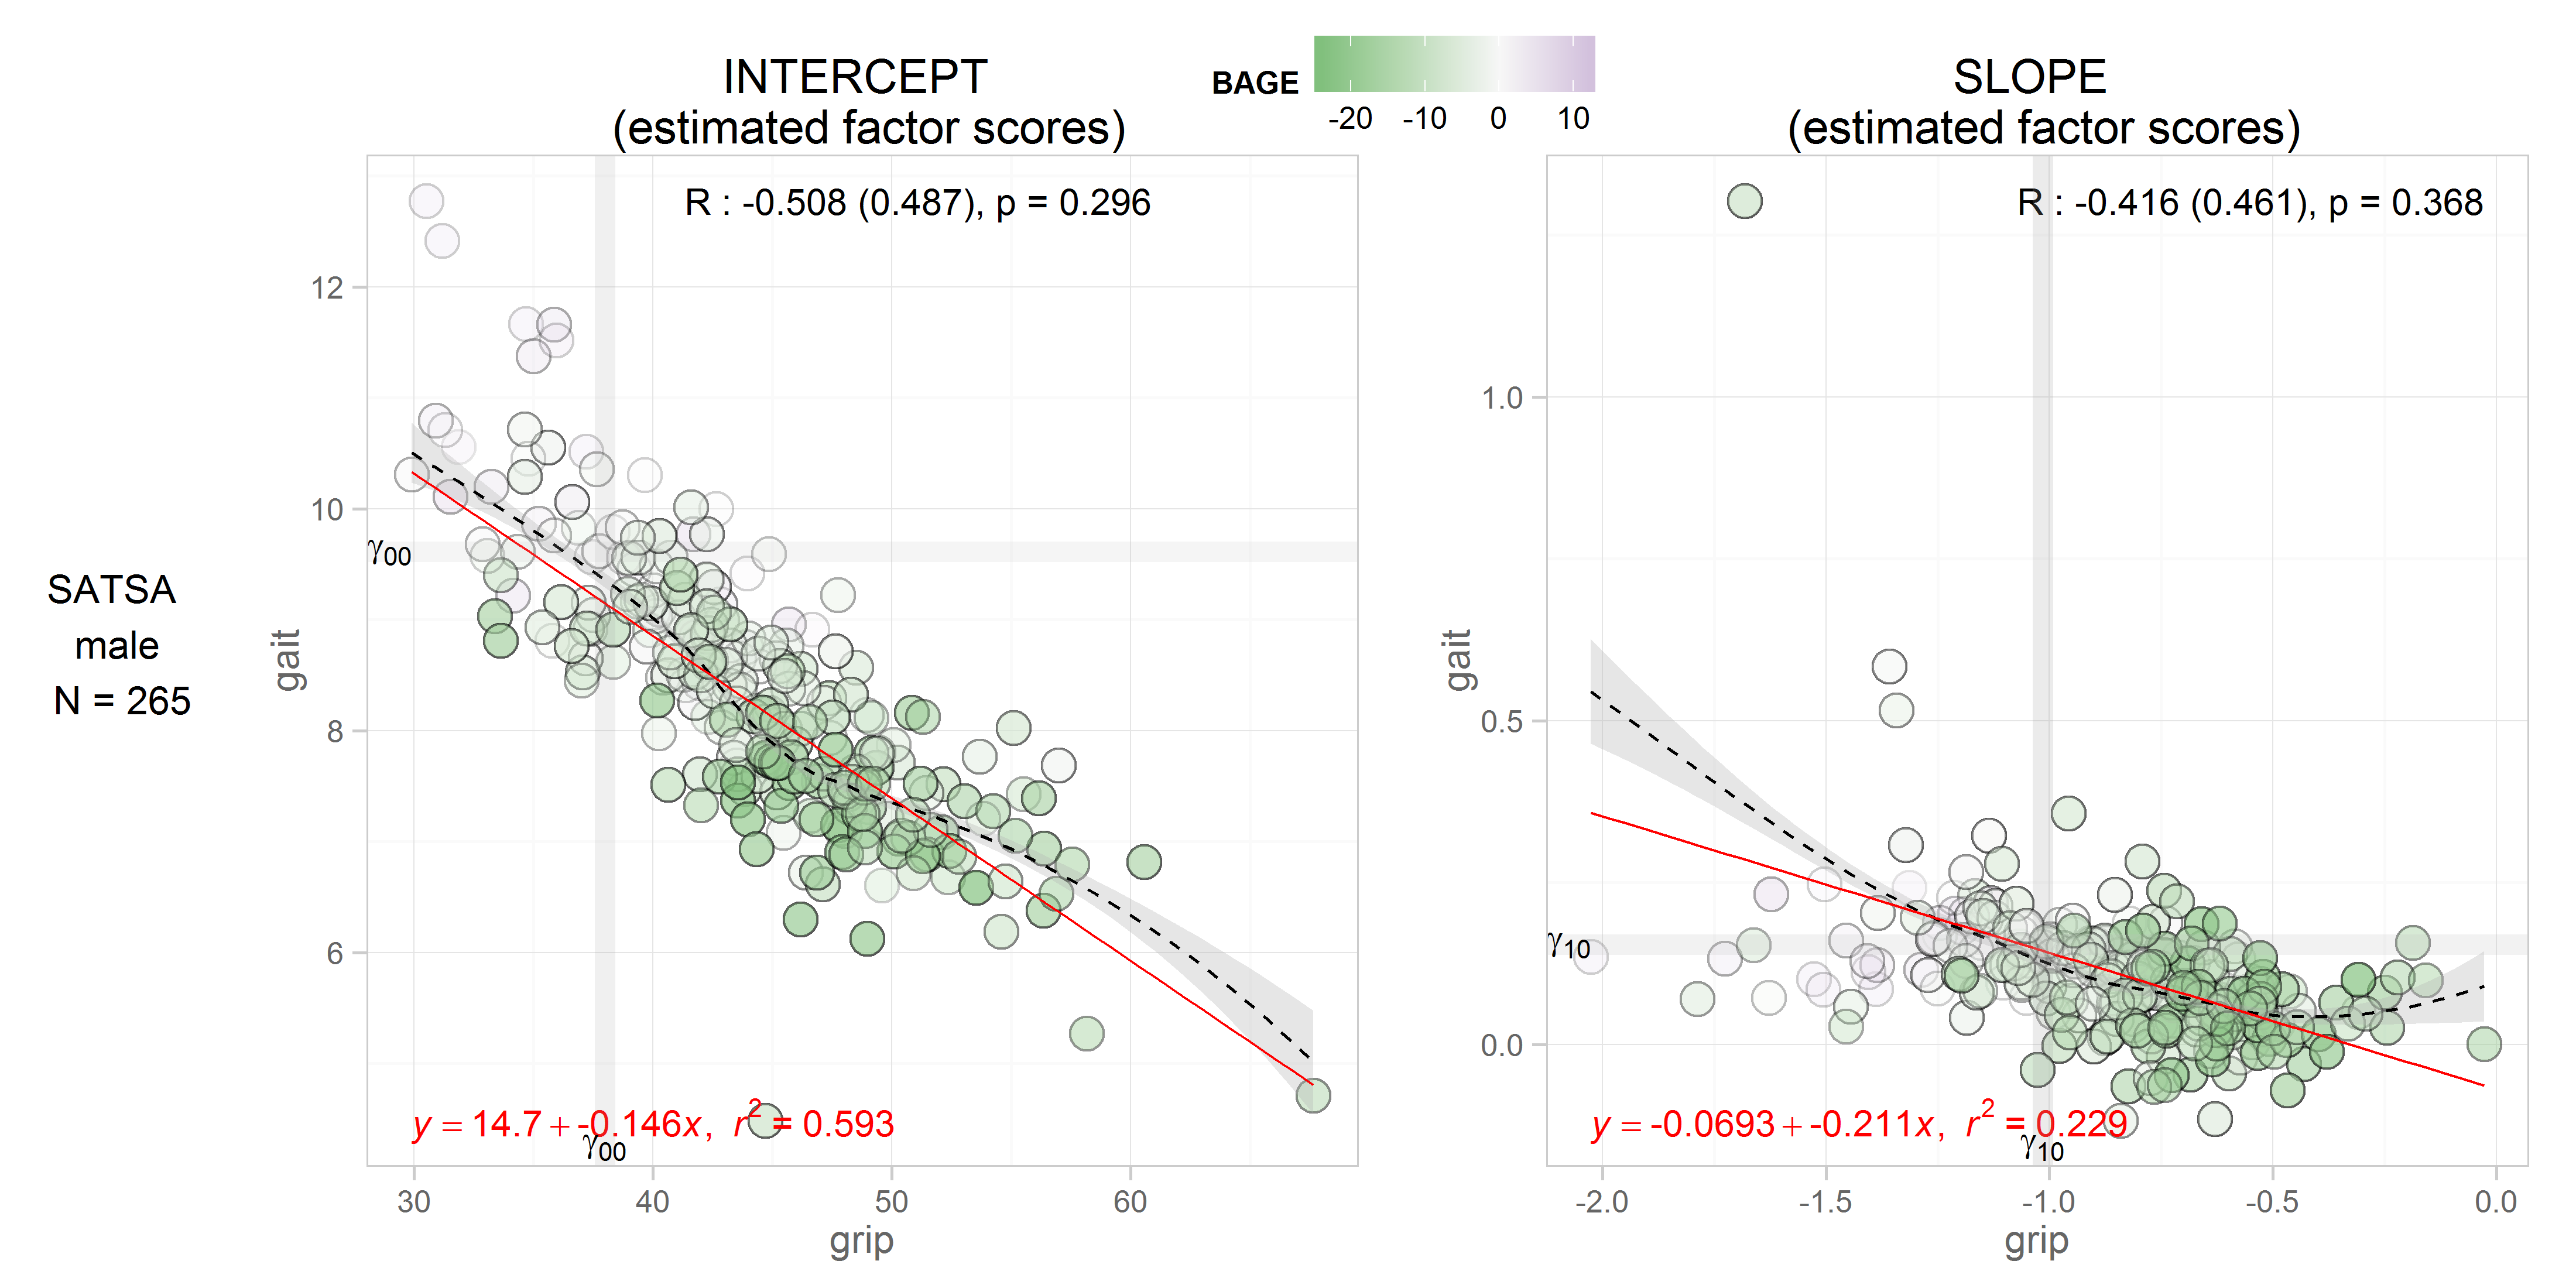 INTERCEPT
(estimated factor scores)
BAGE
-20 -10 0 10
SLOPE
(estimated factor scores)
SATSA
male
N = 265
R : -0.508 (0.487), p = 0.296
gait
12
10
8
6
γ00
y = 14.7 + -0.146x, r2 = 0.593
γ00
30 40 50 60
grip
R : -0.416 (0.461), p = 0.368
gait
1.0
0.5
0.0
γ10
y = -0.0693 + -0.211x, r2 = 0.229
γ10
-2.0 -1.5 -1.0 -0.5 0.0
grip